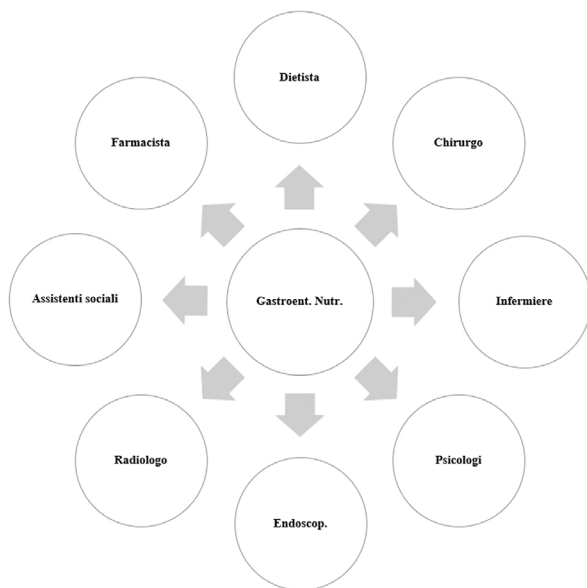 Dietista
Farmacista
Chirurgo
Assistenti sociali
Gastroent. Nutr.
Infermiere
Radiologo
Psicologi
Endoscop.